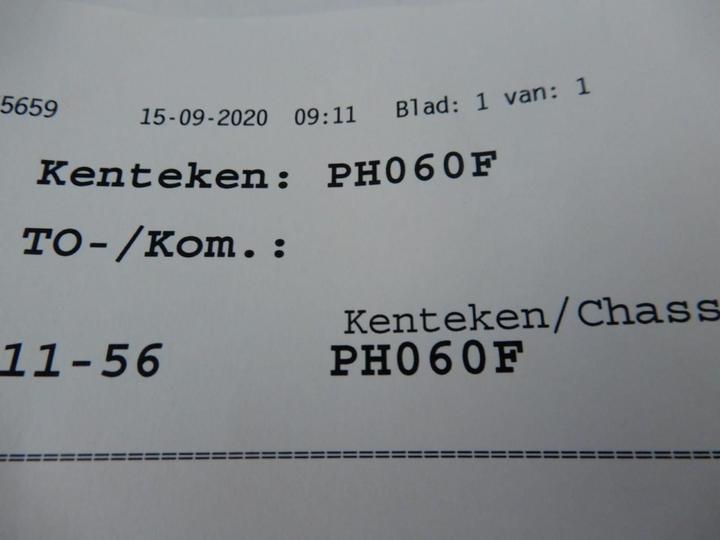 5659 15-09-2020 09:11 Blad: 1 van: 1
Kenteken: PH060F
TO-/Kom.:
Kenteken/Chass
11-56 PH060F